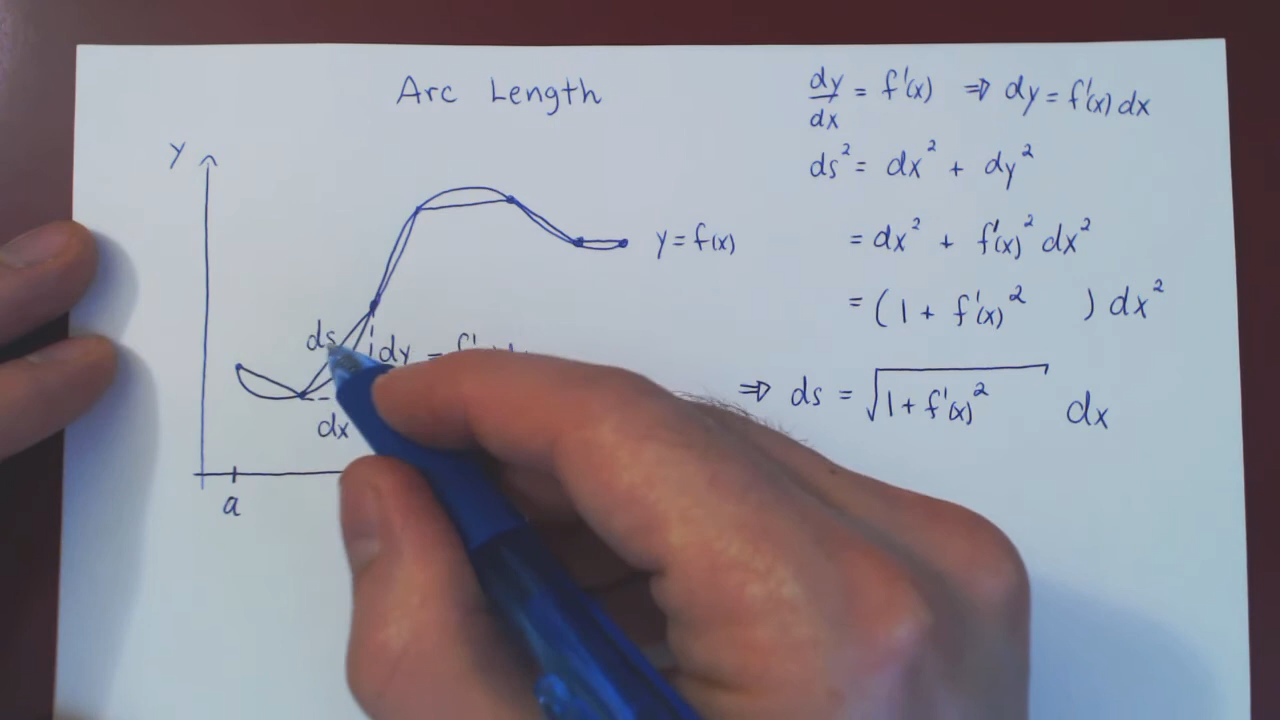 Arc Length
y
y = f(x)
ds
dy =
dx
a
dy/dx = f'(x) ⇒ dy = f'(x) dx
ds² = dx² + dy²
= dx² + f'(x)² dx²
= (1 + f'(x)²) dx²
⇒ ds = √(1 + f'(x)²) dx